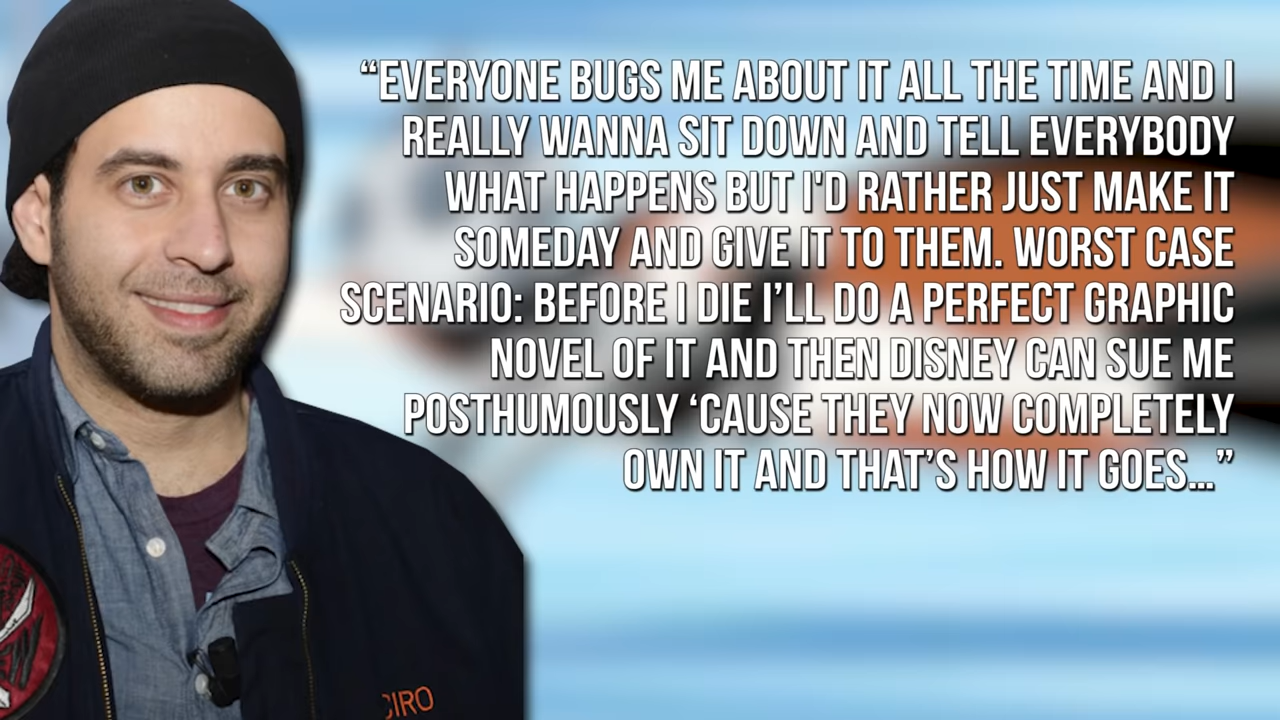 “EVERYONE BUGS ME ABOUT IT ALL THE TIME AND I
REALLY WANNA SIT DOWN AND TELL EVERYBODY
WHAT HAPPENS BUT I'D RATHER JUST MAKE IT
SOMEDAY AND GIVE IT TO THEM. WORST CASE
SCENARIO: BEFORE I DIE I’LL DO A PERFECT GRAPHIC
NOVEL OF IT AND THEN DISNEY CAN SUE ME
POSTHUMOUSLY ‘CAUSE THEY NOW COMPLETELY
OWN IT AND THAT’S HOW IT GOES...”
CIRO